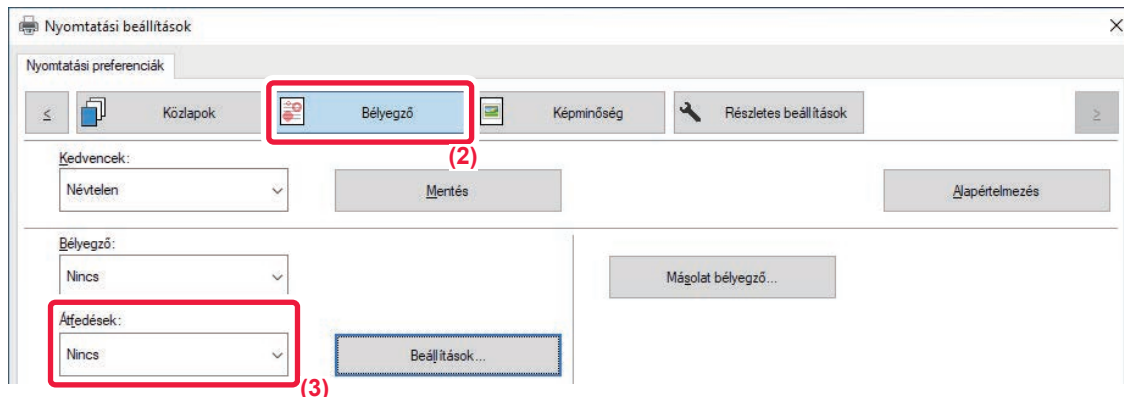 Nyomtatási beállítások
Nyomtatási preferenciák
< Közlapok Bélyegző Képminőség Részletes beállítások >
(2)
Kedvencek:
Névtelen Mentés Alapértelmezés
Bélyegző:
Nincs Másolat bélyegző...
Átfedések:
Nincs Beállítások...
(3)